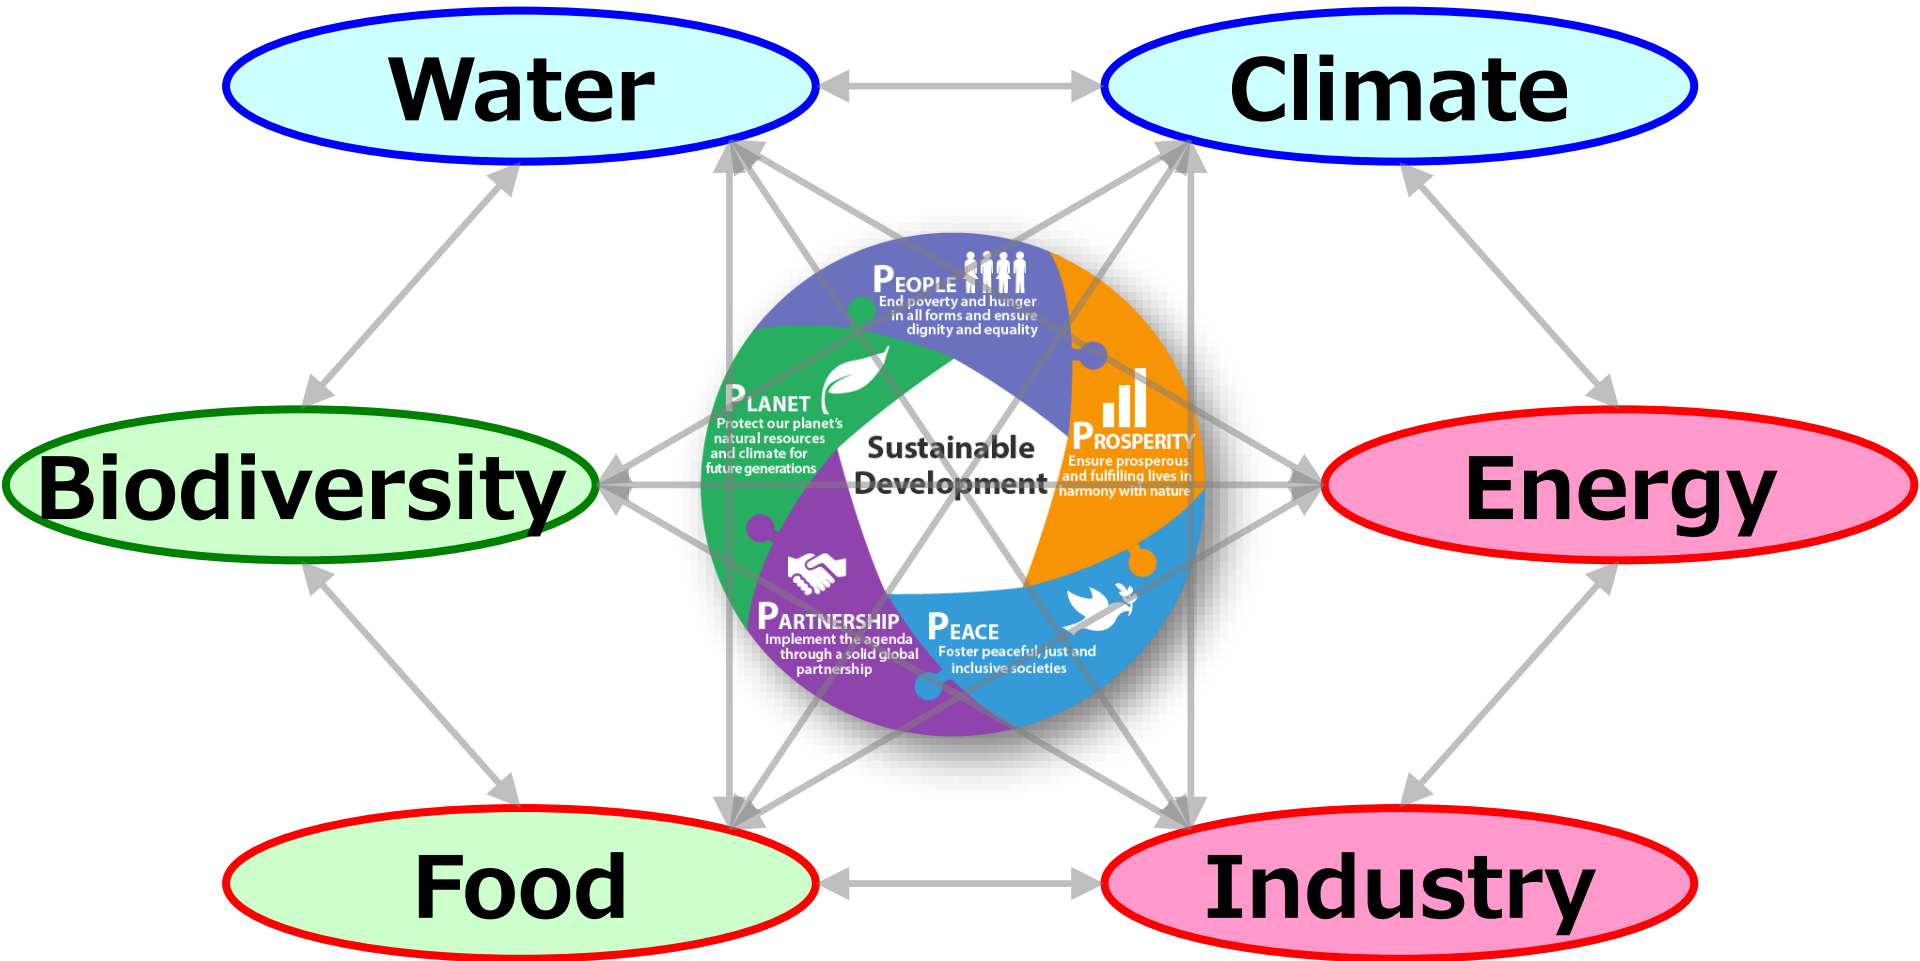 Water
Climate
PEOPLE
End poverty and hunger
in all forms and ensure
dignity and equality
PLANET
Protect our planet's
natural resources
and climate for
future generations
Sustainable
Development
PROSPERITY
Ensure prosperous
and fulfilling lives in
harmony with nature
Biodiversity
Energy
PARTNERSHIP
Implement the agenda
through a solid global
partnership
PEACE
Foster peaceful, just and
inclusive societies
Food
Industry